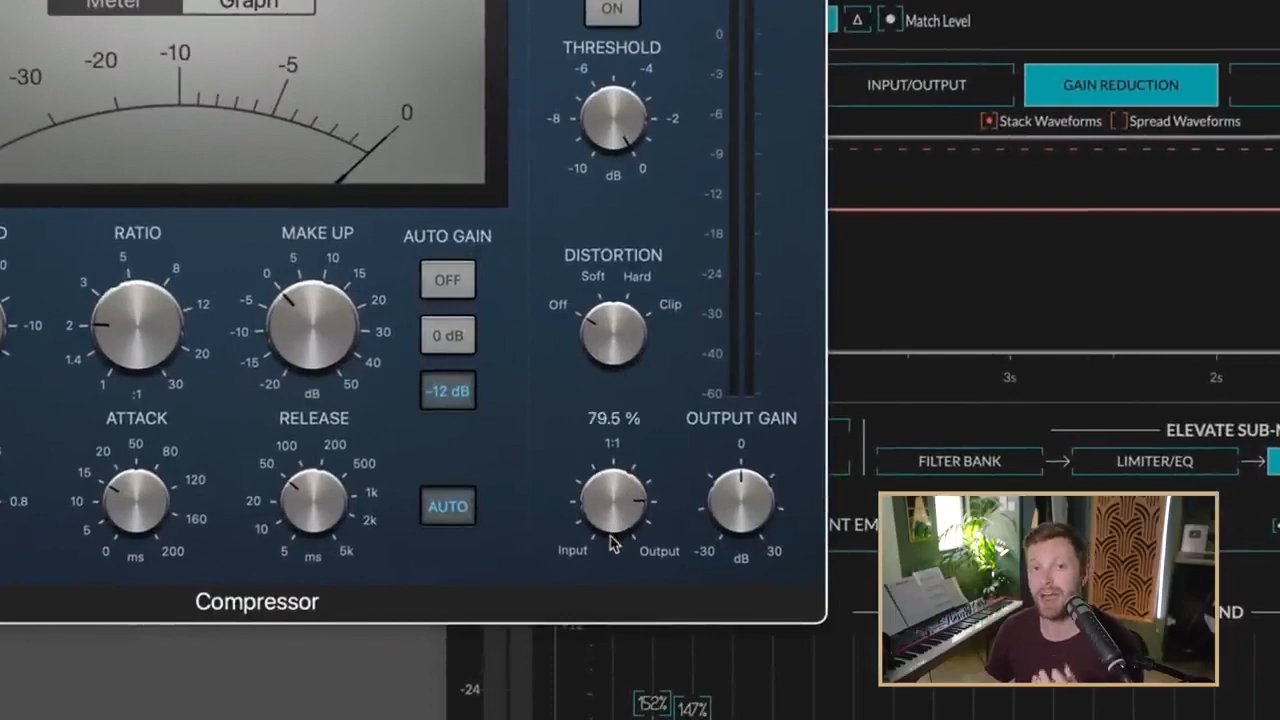 Meter
Graph
-30
-20
-10
-5
0
RATIO
1
1.4
2
3
5
8
12
20
30
:1
MAKE UP
-20
-15
-10
-5
0
5
10
15
20
30
40
50
dB
AUTO GAIN
OFF
0 dB
-12 dB
-10
ATTACK
0
5
10
15
20
50
80
120
160
200
ms
RELEASE
5
10
20
50
100
200
500
1k
2k
5k
ms
AUTO
0.8
ON
THRESHOLD
-10
-8
-6
-4
-2
0
dB
DISTORTION
Off
Soft
Hard
Clip
79.5 %
1:1
Input
Output
0
-3
-6
-9
-12
-18
-24
-30
-40
-60
OUTPUT GAIN
0
-30
dB
30
Compressor
Δ
Match Level
INPUT/OUTPUT
GAIN REDUCTION
Stack Waveforms
Spread Waveforms
3s
2s
ELEVATE SUB-M
FILTER BANK
LIMITER/EQ
NT EM
ND
-24
152%
147%